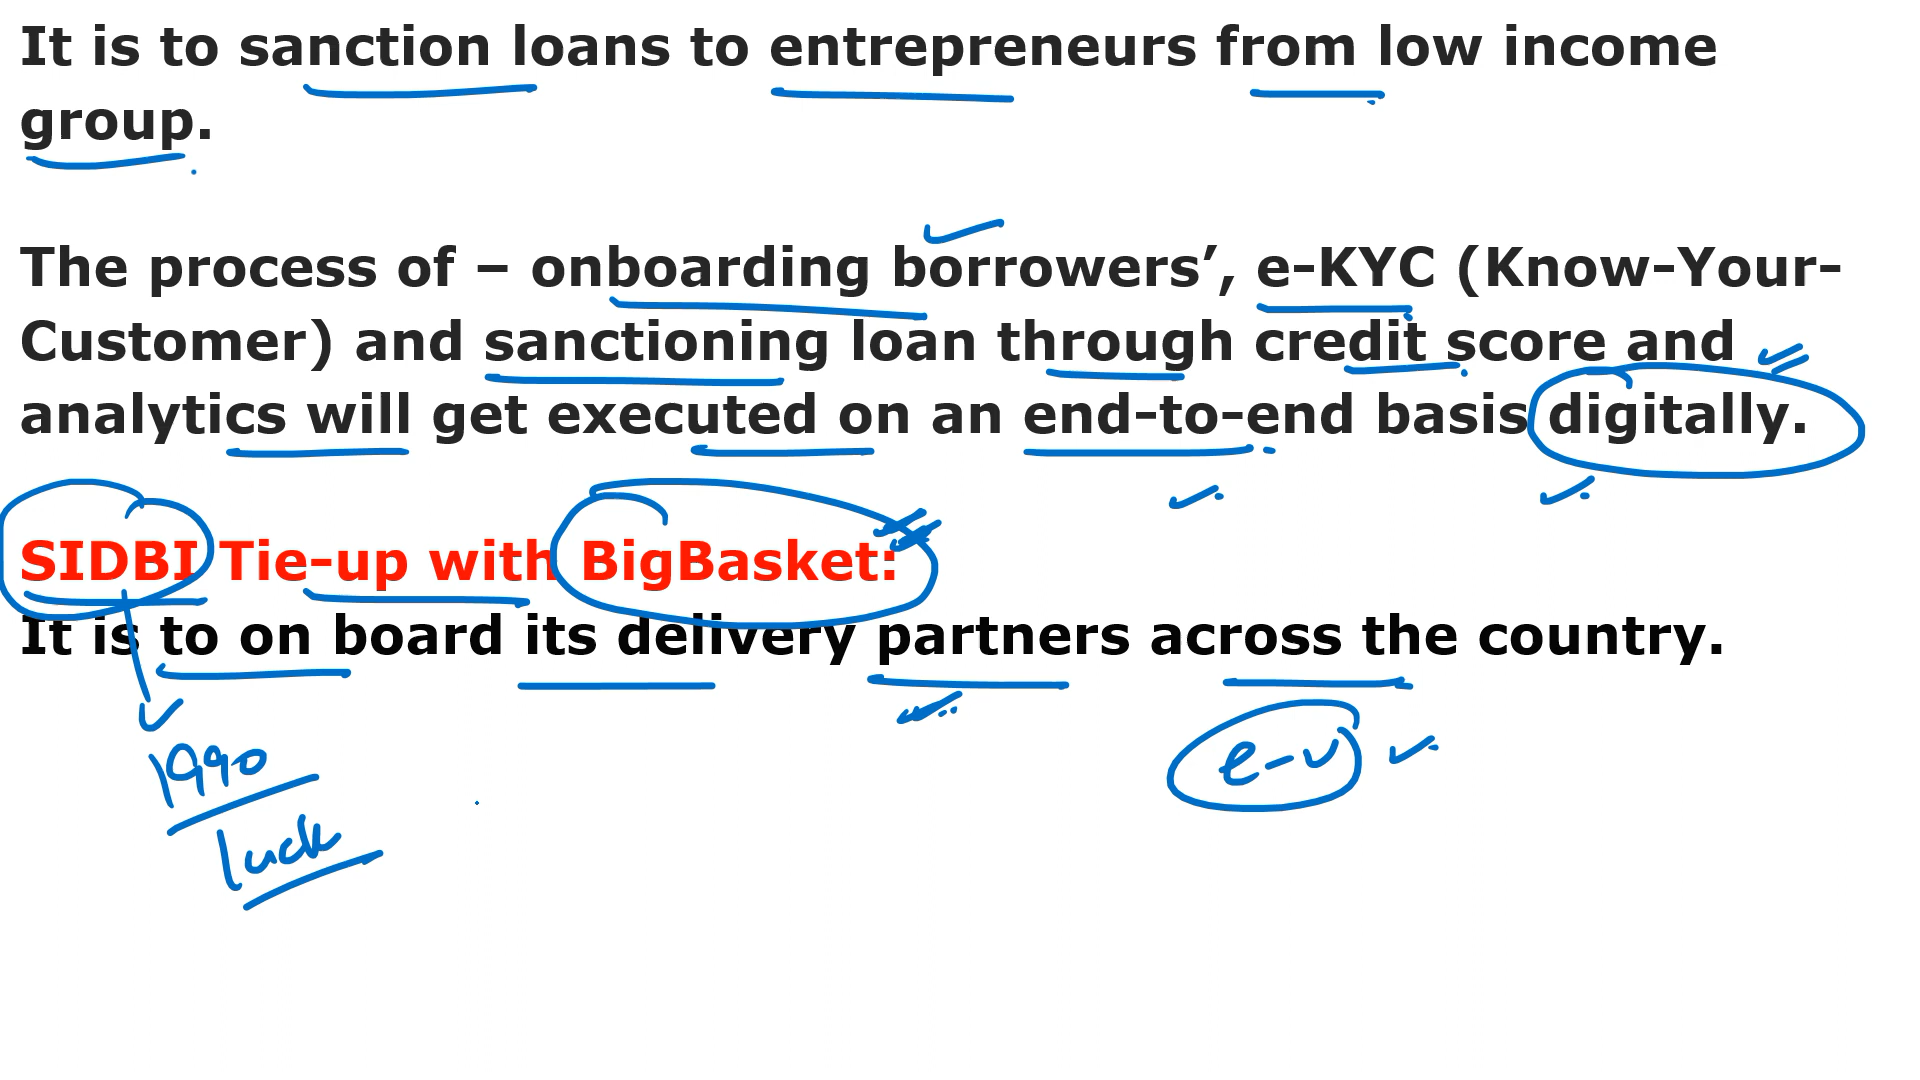 It is to sanction loans to entrepreneurs from low income
group.
The process of – onboarding borrowers’, e-KYC (Know-Your-
Customer) and sanctioning loan through credit score and
analytics will get executed on an end-to-end basis digitally.
SIDBI Tie-up with BigBasket:
It is to on board its delivery partners across the country.
e-v
1990
luck